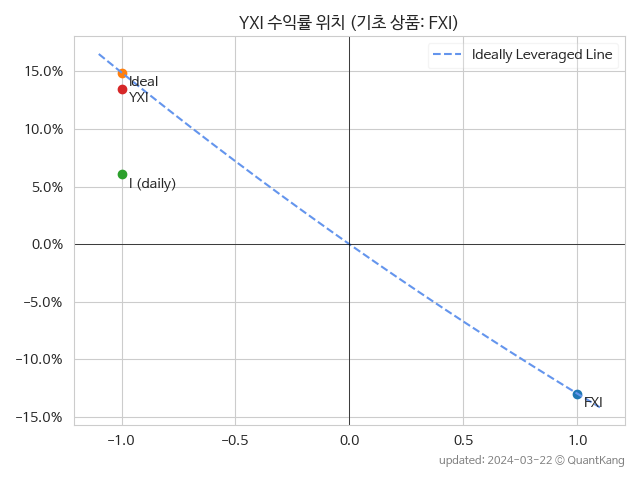 YXI 수익률 위치 (기초 상품: FXI)
Ideally Leveraged Line
15.0%
Ideal
YXI
10.0%
5.0%
I (daily)
0.0%
−5.0%
−10.0%
FXI
−15.0%
−1.0 −0.5 0.0 0.5 1.0
updated: 2024-03-22 © QuantKang